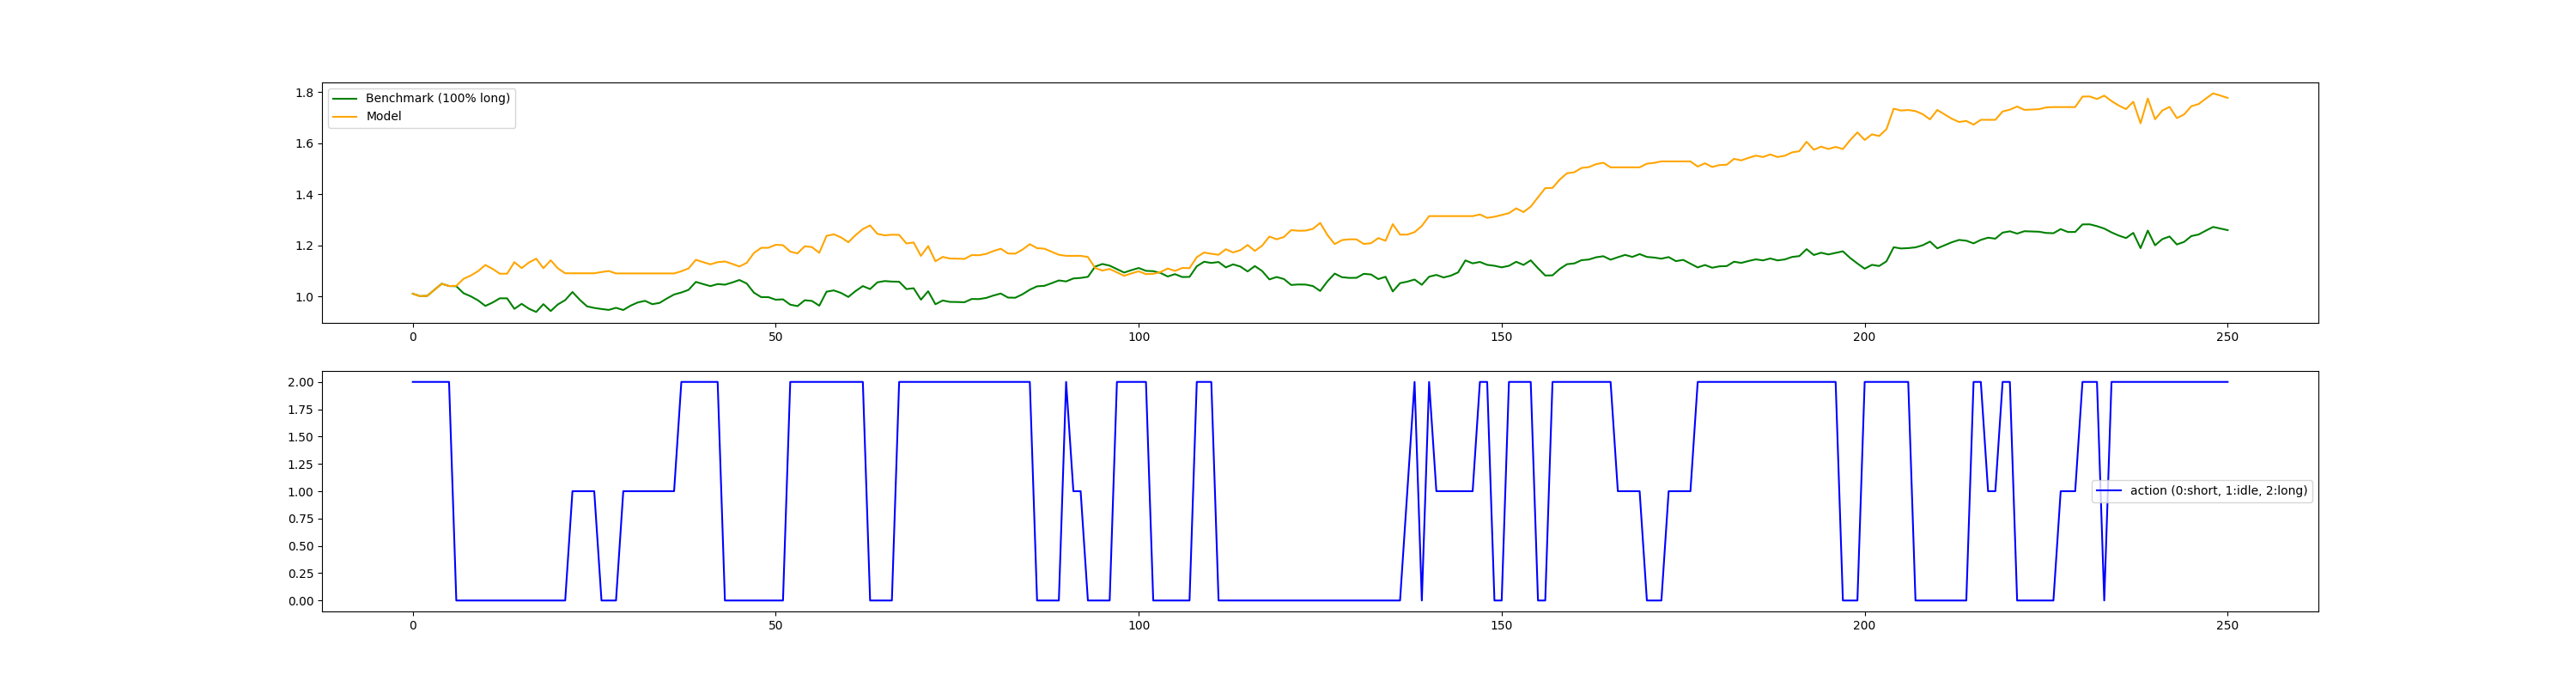 1.8
1.6
1.4
1.2
1.0
Benchmark (100% long)
Model
0 50 100 150 200 250
2.00
1.75
1.50
1.25
1.00
0.75
0.50
0.25
0.00
action (0:short, 1:idle, 2:long)
0 50 100 150 200 250